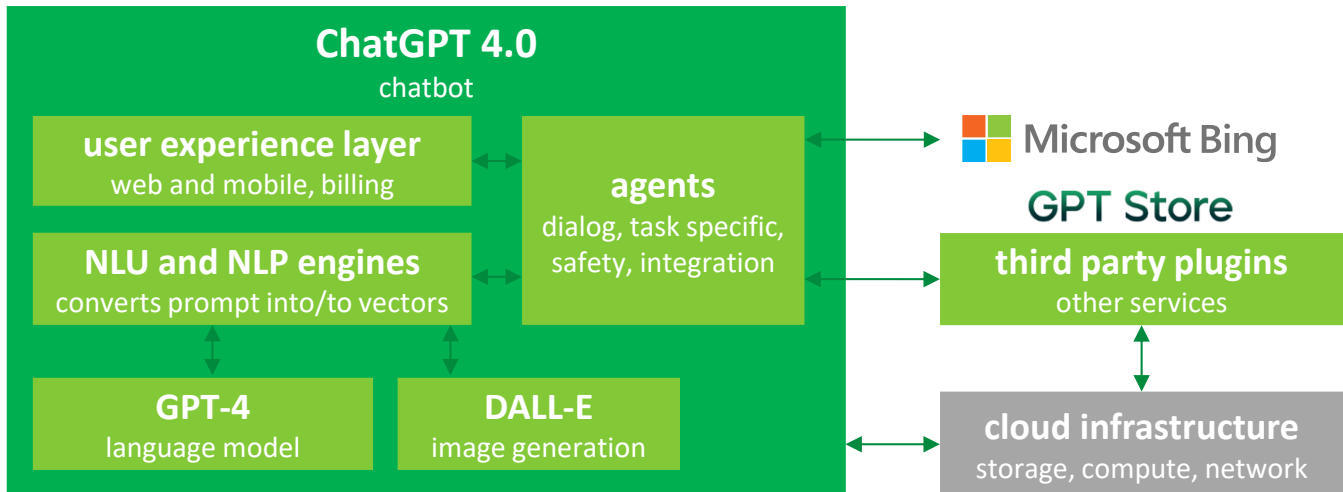 ChatGPT 4.0
chatbot
user experience layer
web and mobile, billing
agents
dialog, task specific,
safety, integration
NLU and NLP engines
converts prompt into/to vectors
GPT-4
language model
DALL-E
image generation
Microsoft Bing
GPT Store
third party plugins
other services
cloud infrastructure
storage, compute, network